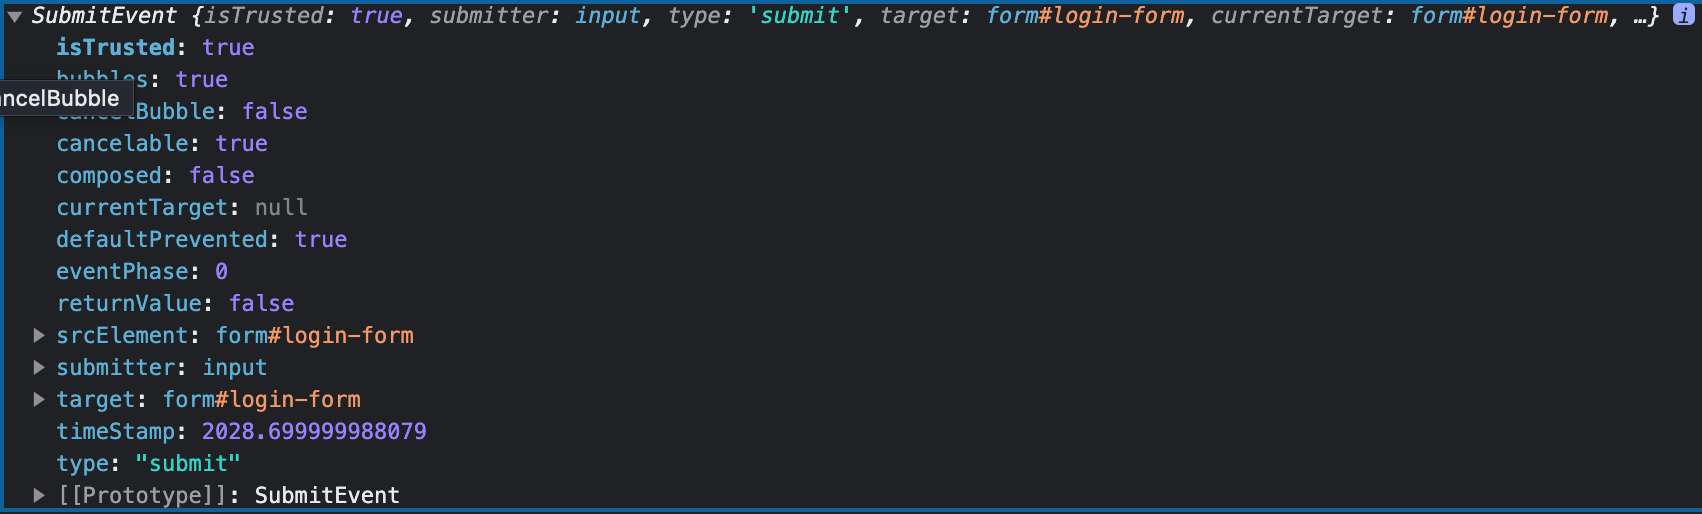 ▼ SubmitEvent {isTrusted: true, submitter: input, type: 'submit', target: form#login-form, currentTarget: form#login-form, …} i
isTrusted: true
bubbles: true
ncelBubble
cancelBubble: false
cancelable: true
composed: false
currentTarget: null
defaultPrevented: true
eventPhase: 0
returnValue: false
▶ srcElement: form#login-form
▶ submitter: input
▶ target: form#login-form
timeStamp: 2028.699999988079
type: "submit"
▶ [[Prototype]]: SubmitEvent